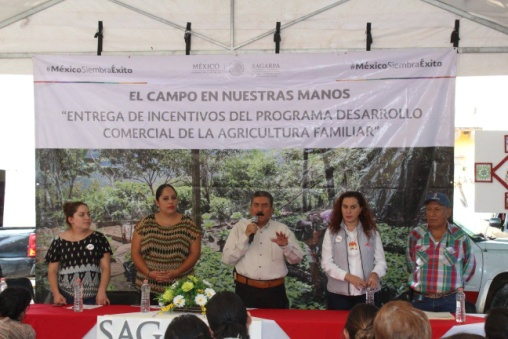 #MéxicoSiembraÉxito
MÉXICO
SAGARPA
#MéxicoSiembraÉxito
EL CAMPO EN NUESTRAS MANOS
"ENTREGA DE INCENTIVOS DEL PROGRAMA DESARROLLO
COMERCIAL DE LA AGRICULTURA FAMILIAR"
SAG